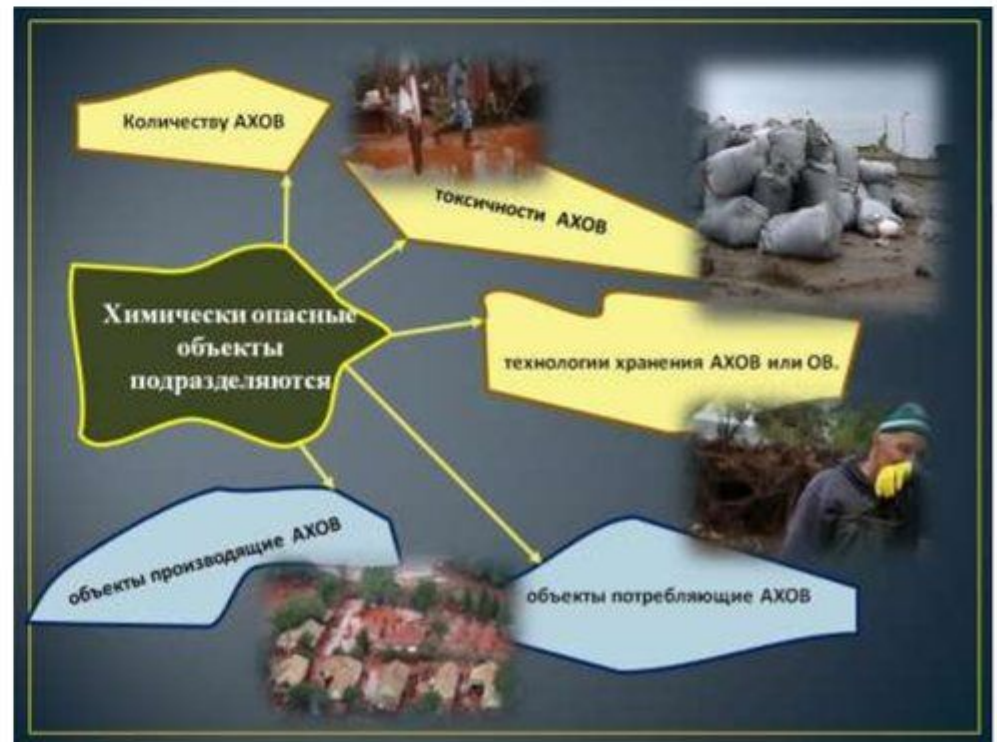 Количеству АХОВ
токсичности АХОВ
Химически опасные
объекты
подразделяются
технологии хранения АХОВ или ОВ.
объекты производящие АХОВ
объекты потребляющие АХОВ